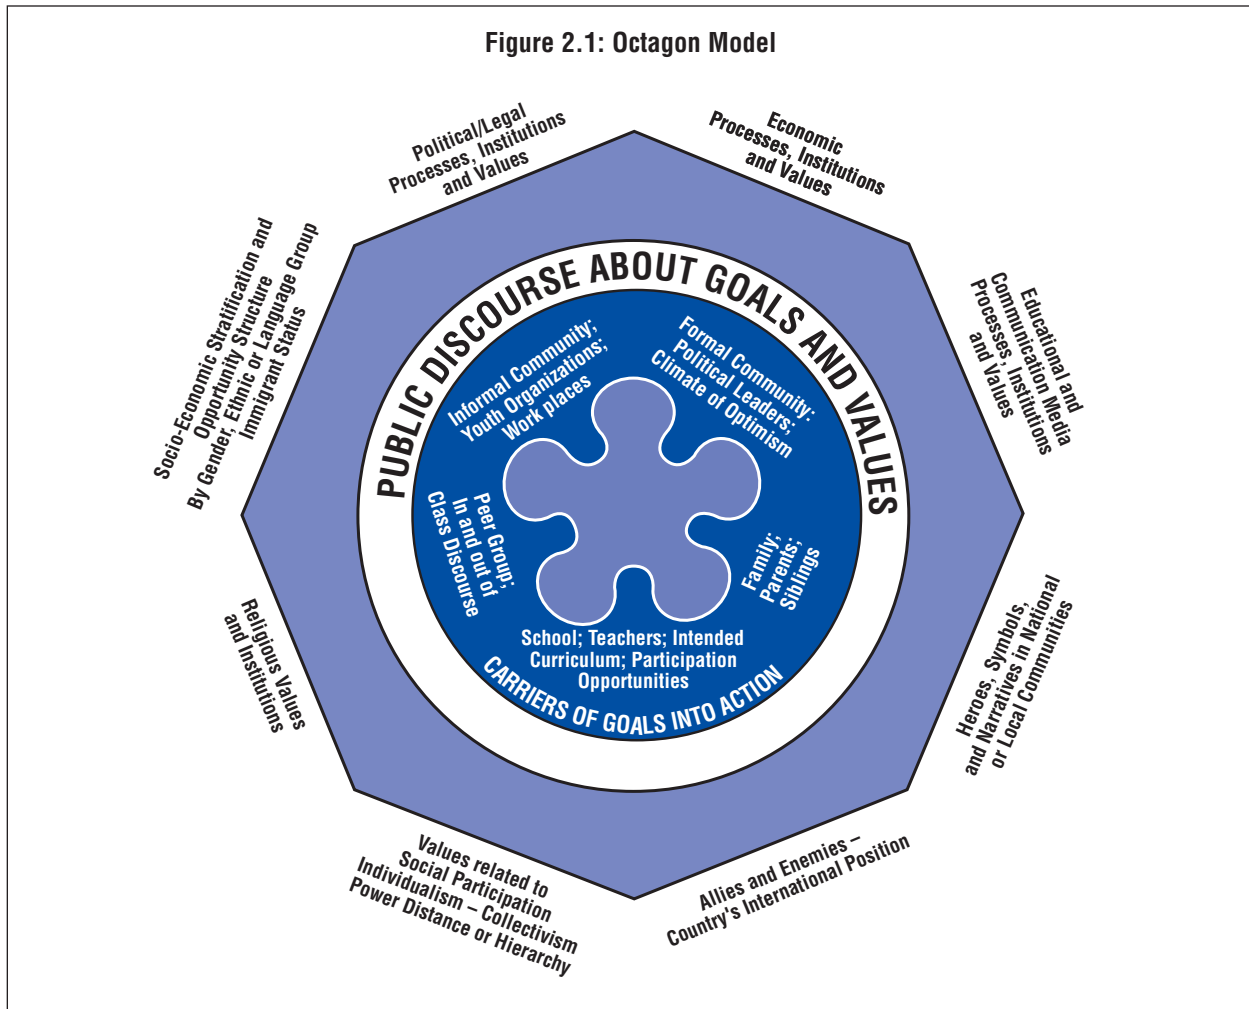 Figure 2.1: Octagon Model
Political/Legal
Processes, Institutions
and Values
Economic
Processes, Institutions
and Values
Socio-Economic Stratification and
Opportunity Structure
By Gender, Ethnic or Language Group
Immigrant Status
Educational and
Communication Media
Processes, Institutions
and Values
PUBLIC DISCOURSE ABOUT GOALS AND VALUES
Informal Community;
Youth Organizations;
Work places
Formal Community:
Political Leaders;
Climate of Optimism
Peer Group;
In and out of
Class Discourse
Family;
Parents;
Siblings
School; Teachers; Intended
Curriculum; Participation
Opportunities
CARRIERS OF GOALS INTO ACTION
Religious Values
and Institutions
Heroes, Symbols,
and Narratives in National
or Local Communities
Values related to
Social Participation
Individualism – Collectivism
Power Distance or Hierarchy
Allies and Enemies –
Country's International Position